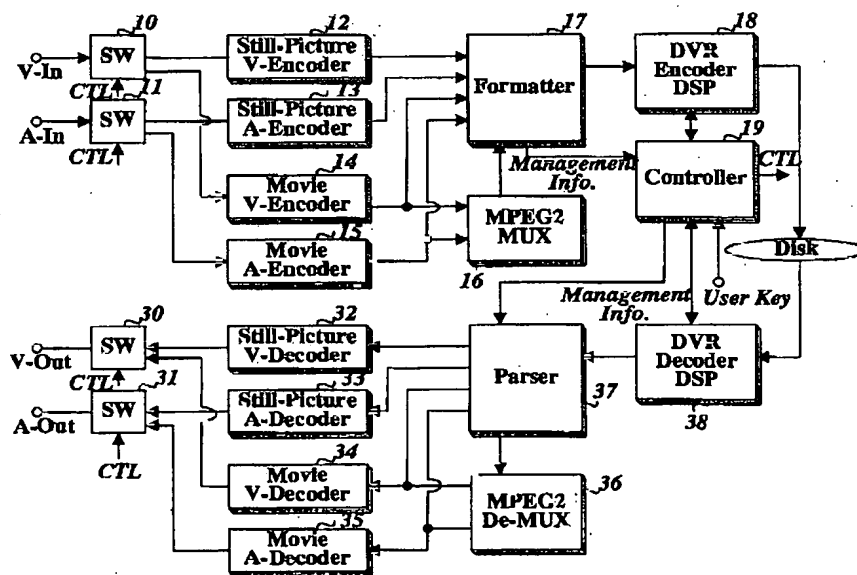 10
SW
V-In
CTL
11
SW
A-In
CTL
12
Still-Picture
V-Encoder
13
Still-Picture
A-Encoder
14
Movie
V-Encoder
15
Movie
A-Encoder
17
Formatter
MPEG2
MUX
16
18
DVR
Encoder
DSP
Management
Info.
19
Controller
CTL
Disk
User Key
Management
Info.
30
SW
V-Out
CTL
31
SW
A-Out
CTL
32
Still-Picture
V-Decoder
33
Still-Picture
A-Decoder
34
Movie
V-Decoder
35
Movie
A-Decoder
Parser
37
MPEG2
De-MUX
36
DVR
Decoder
DSP
38